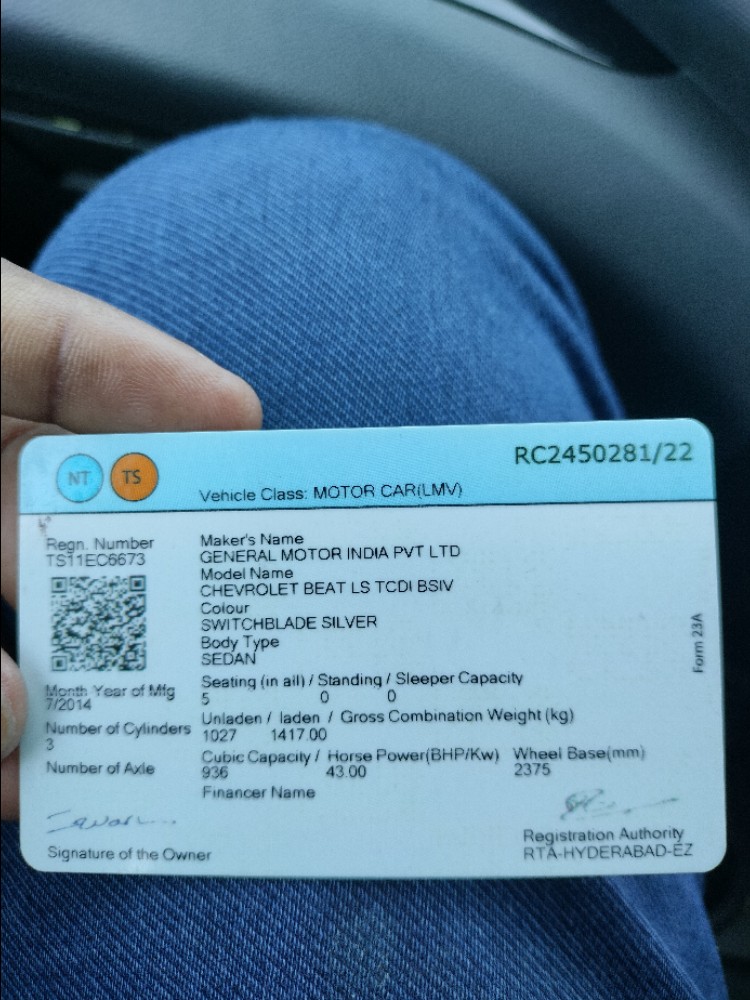 NT TS
RC2450281/22
Vehicle Class: MOTOR CAR(LMV)
Regn. Number
TS11EC6673
Maker's Name
GENERAL MOTOR INDIA PVT LTD
Model Name
CHEVROLET BEAT LS TCDI BSIV
Colour
SWITCHBLADE SILVER
Body Type
SEDAN
Form 23A
Month Year of Mfg
7/2014
Seating (in all) / Standing / Sleeper Capacity
5 0 0
Number of Cylinders
3
Unladen / laden / Gross Combination Weight (kg)
1027 1417.00
Number of Axle
Cubic Capacity / Horse Power(BHP/Kw) Wheel Base(mm)
936 43.00 2375
Financer Name
Signature of the Owner
Registration Authority
RTA-HYDERABAD-EZ